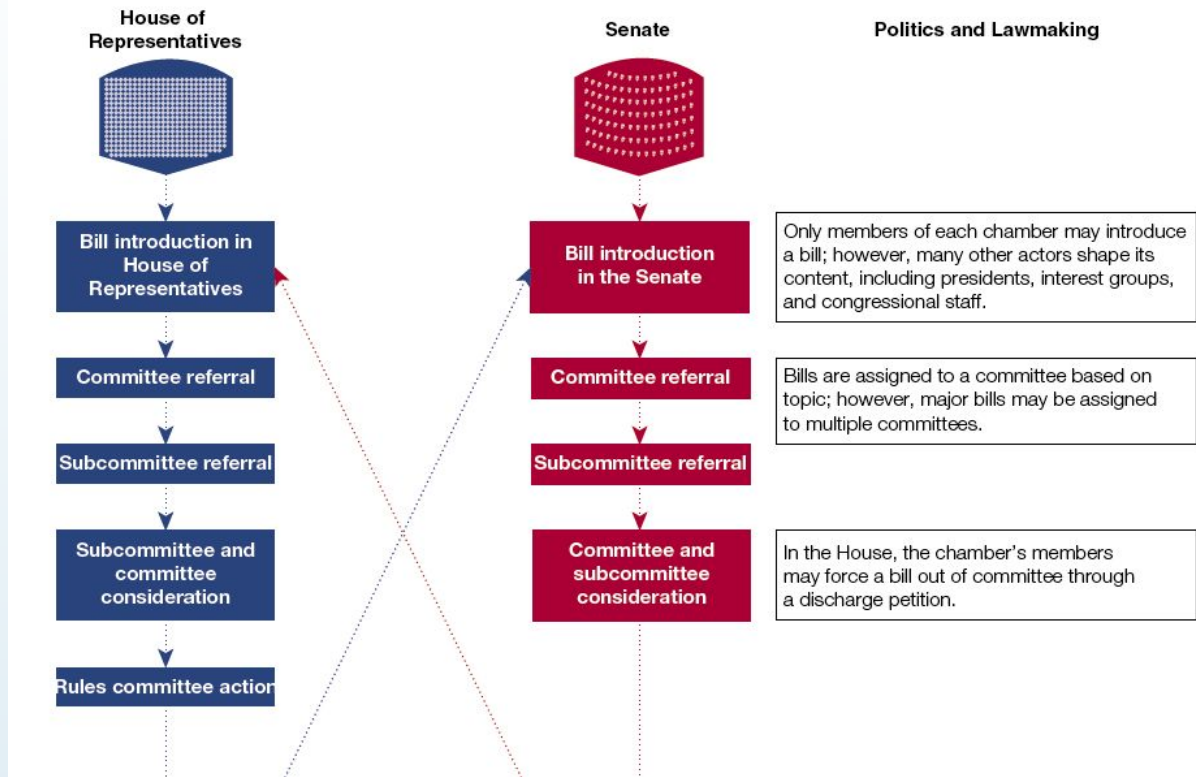 House of
Representatives
Senate
Politics and Lawmaking
Bill introduction in
House of
Representatives
Bill introduction
in the Senate
Only members of each chamber may introduce
a bill; however, many other actors shape its
content, including presidents, interest groups,
and congressional staff.
Committee referral
Committee referral
Bills are assigned to a committee based on
topic; however, major bills may be assigned
to multiple committees.
Subcommittee referral
Subcommittee referral
Subcommittee and
committee
consideration
Committee and
subcommittee
consideration
In the House, the chamber's members
may force a bill out of committee through
a discharge petition.
Rules committee action